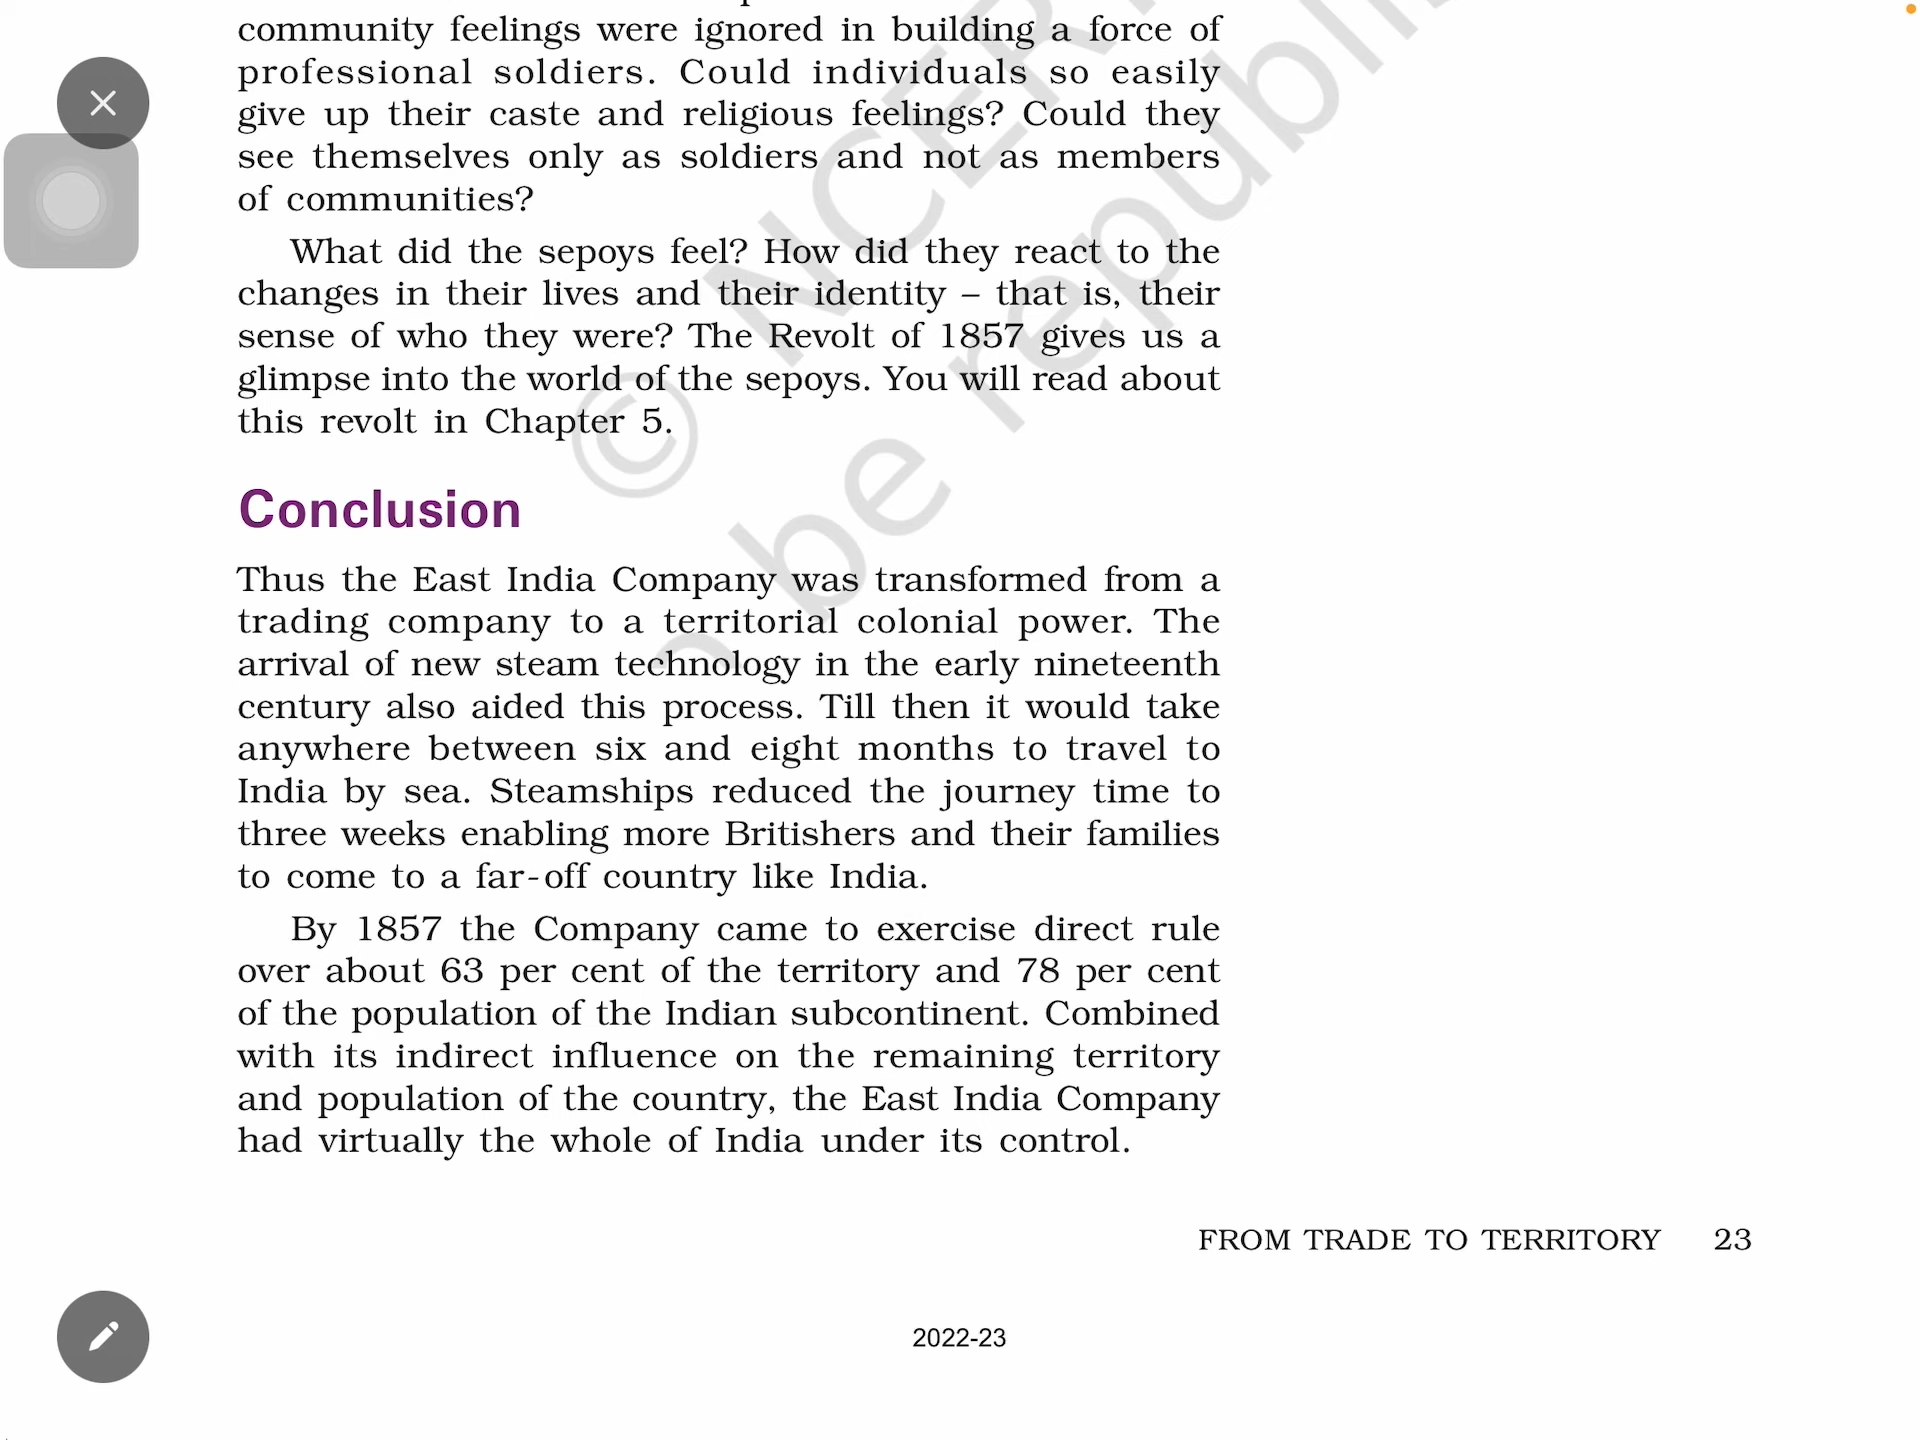 community feelings were ignored in building a force of
professional soldiers. Could individuals so easily
give up their caste and religious feelings? Could they
see themselves only as soldiers and not as members
of communities?
What did the sepoys feel? How did they react to the
changes in their lives and their identity – that is, their
sense of who they were? The Revolt of 1857 gives us a
glimpse into the world of the sepoys. You will read about
this revolt in Chapter 5.
Conclusion
Thus the East India Company was transformed from a
trading company to a territorial colonial power. The
arrival of new steam technology in the early nineteenth
century also aided this process. Till then it would take
anywhere between six and eight months to travel to
India by sea. Steamships reduced the journey time to
three weeks enabling more Britishers and their families
to come to a far-off country like India.
By 1857 the Company came to exercise direct rule
over about 63 per cent of the territory and 78 per cent
of the population of the Indian subcontinent. Combined
with its indirect influence on the remaining territory
and population of the country, the East India Company
had virtually the whole of India under its control.
FROM TRADE TO TERRITORY 23
2022-23
©
be